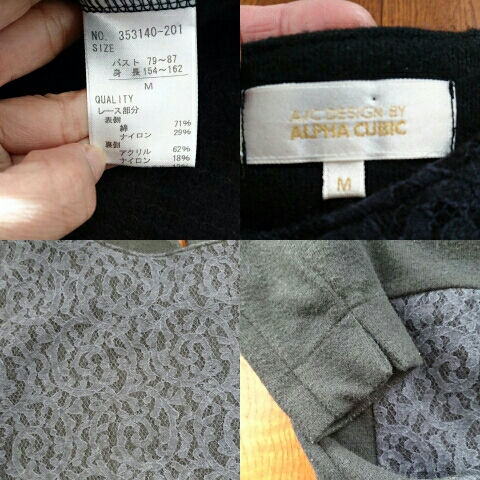 NO. 353140-201
SIZE
バスト 79~87
身 長 154~162
M
QUALITY
レース部分
表側
綿 71%
ナイロン 29%
裏側
アクリル 62%
ナイロン 18%
A/C DESIGN BY
ALPHA CUBIC
M